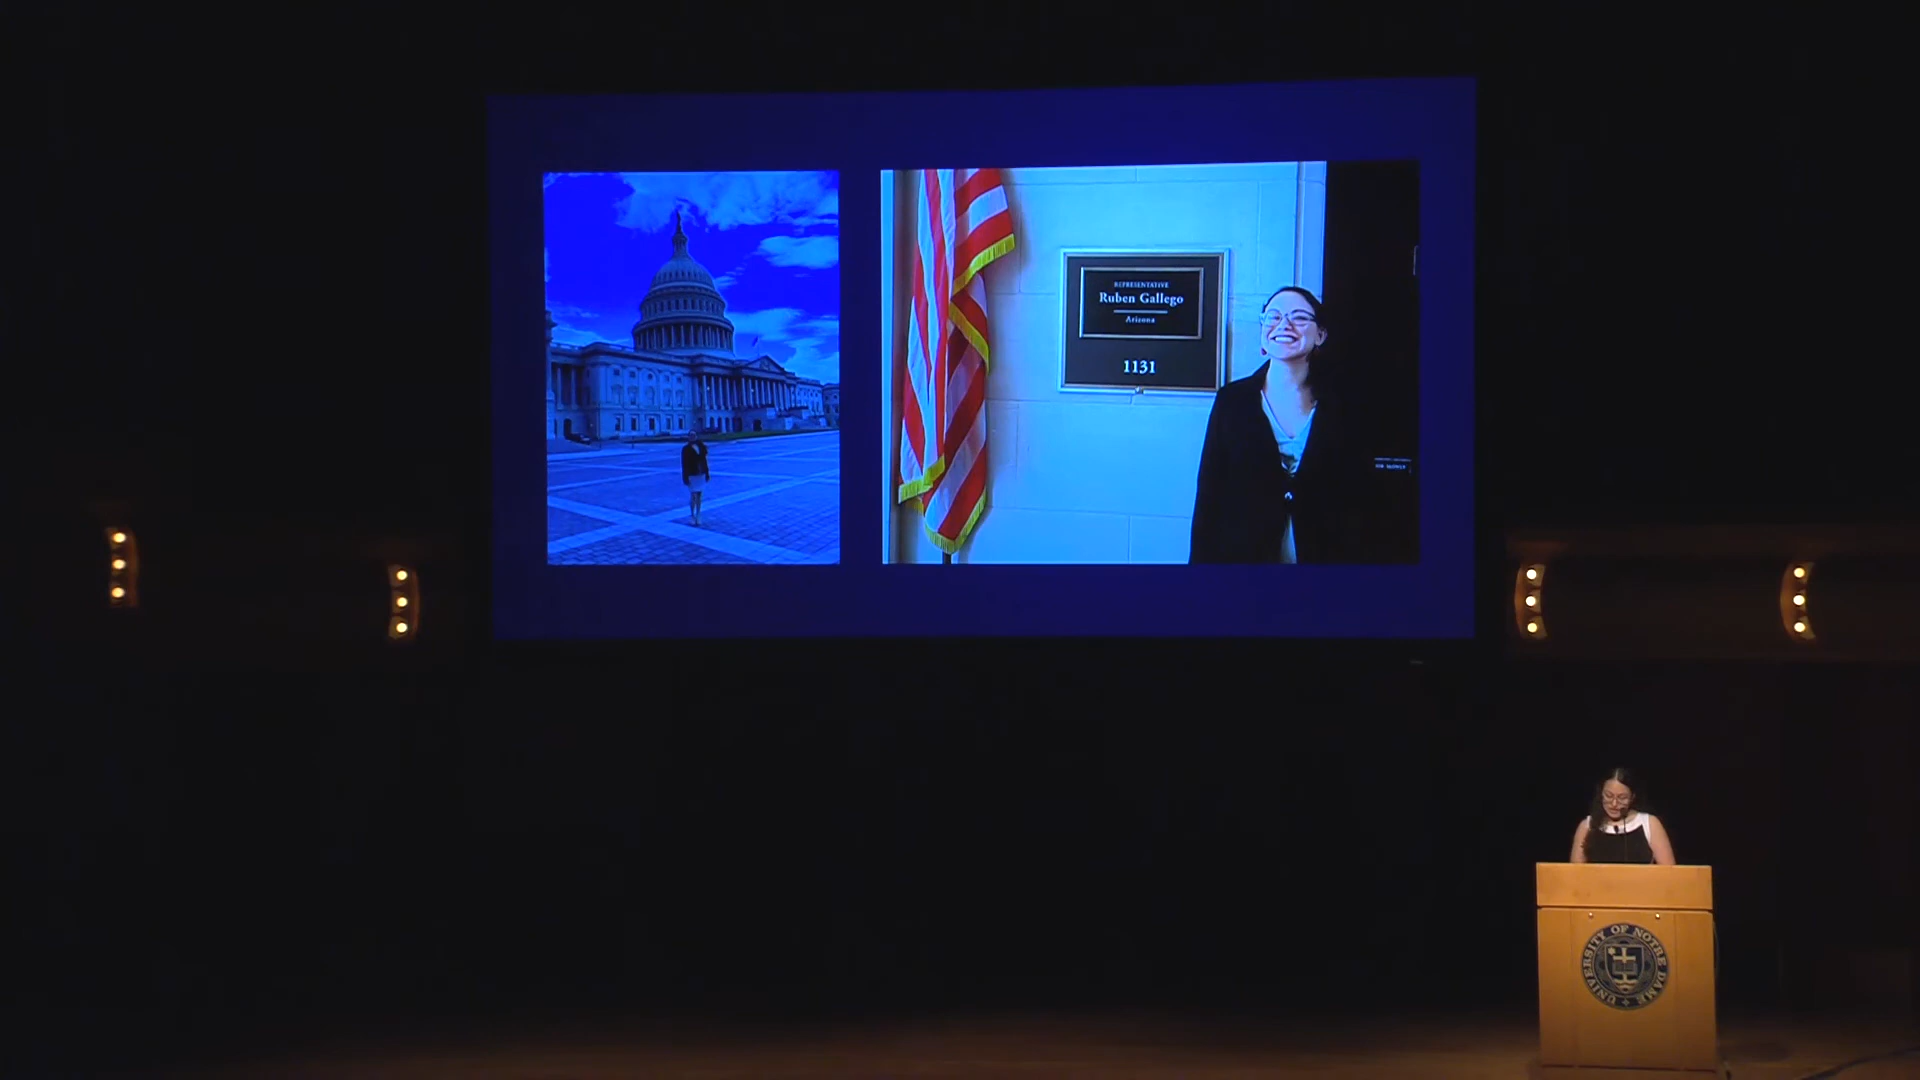 REPRESENTATIVE
Ruben Gallego
Arizona
1131
UNIVERSITY OF NOTRE DAME